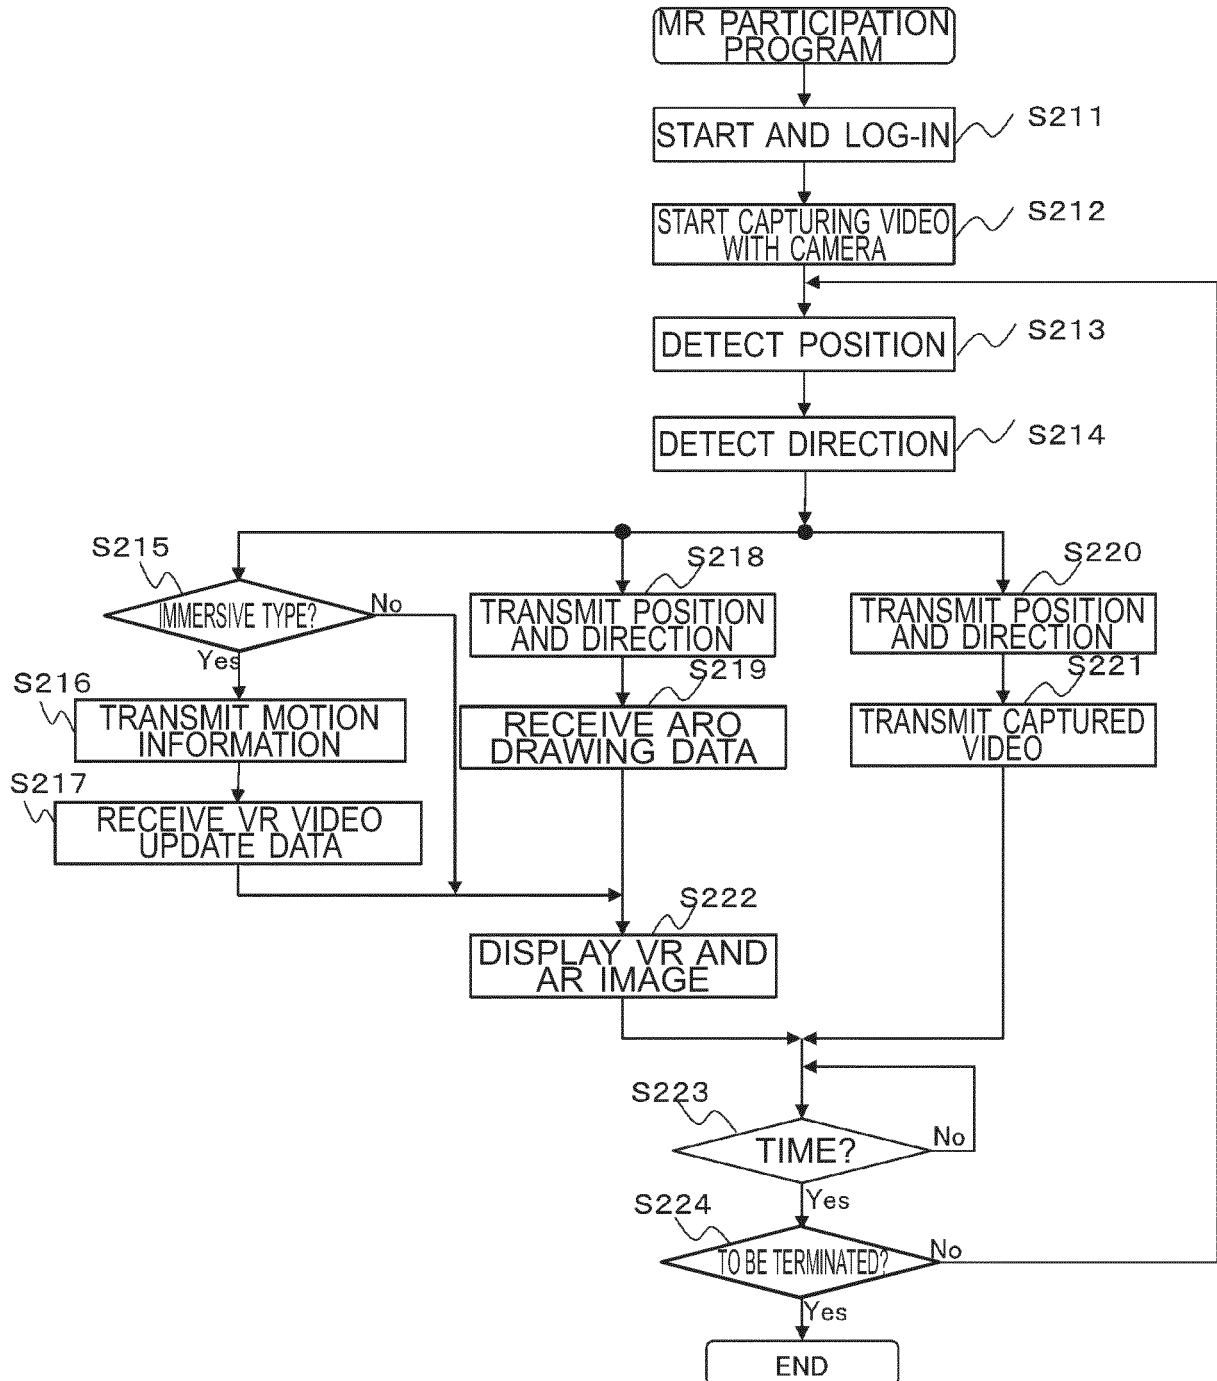 MR PARTICIPATION
PROGRAM
START AND LOG-IN
S211
START CAPTURING VIDEO
WITH CAMERA
S212
DETECT POSITION
S213
DETECT DIRECTION
S214
S215
IMMERSIVE TYPE?
No
Yes
S216
TRANSMIT MOTION
INFORMATION
S217
RECEIVE VR VIDEO
UPDATE DATA
S218
TRANSMIT POSITION
AND DIRECTION
S219
RECEIVE ARO
DRAWING DATA
S220
TRANSMIT POSITION
AND DIRECTION
S221
TRANSMIT CAPTURED
VIDEO
S222
DISPLAY VR AND
AR IMAGE
S223
TIME?
No
Yes
S224
TO BE TERMINATED?
No
Yes
END